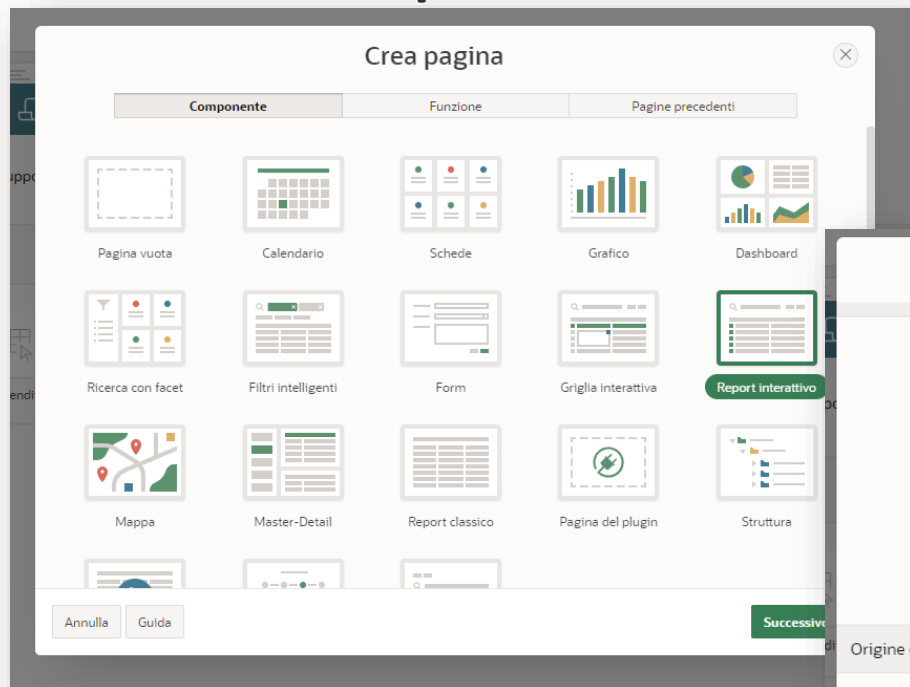 Crea pagina
Componente Funzione Pagine precedenti
Pagina vuota Calendario Schede Grafico Dashboard
Ricerca con facet Filtri intelligenti Form Griglia interattiva Report interattivo
Mappa Master-Detail Report classico Pagina del plugin Struttura
Annulla Guida Successivo
Origine